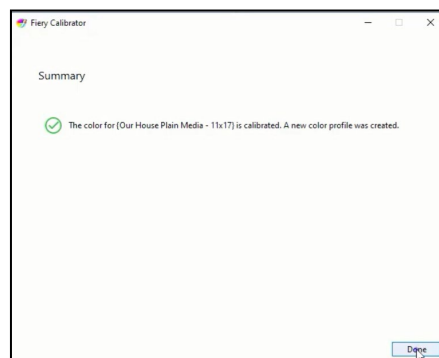 Fiery Calibrator
Summary
The color for {Our House Plain Media - 11x17} is calibrated. A new color profile was created.
Done